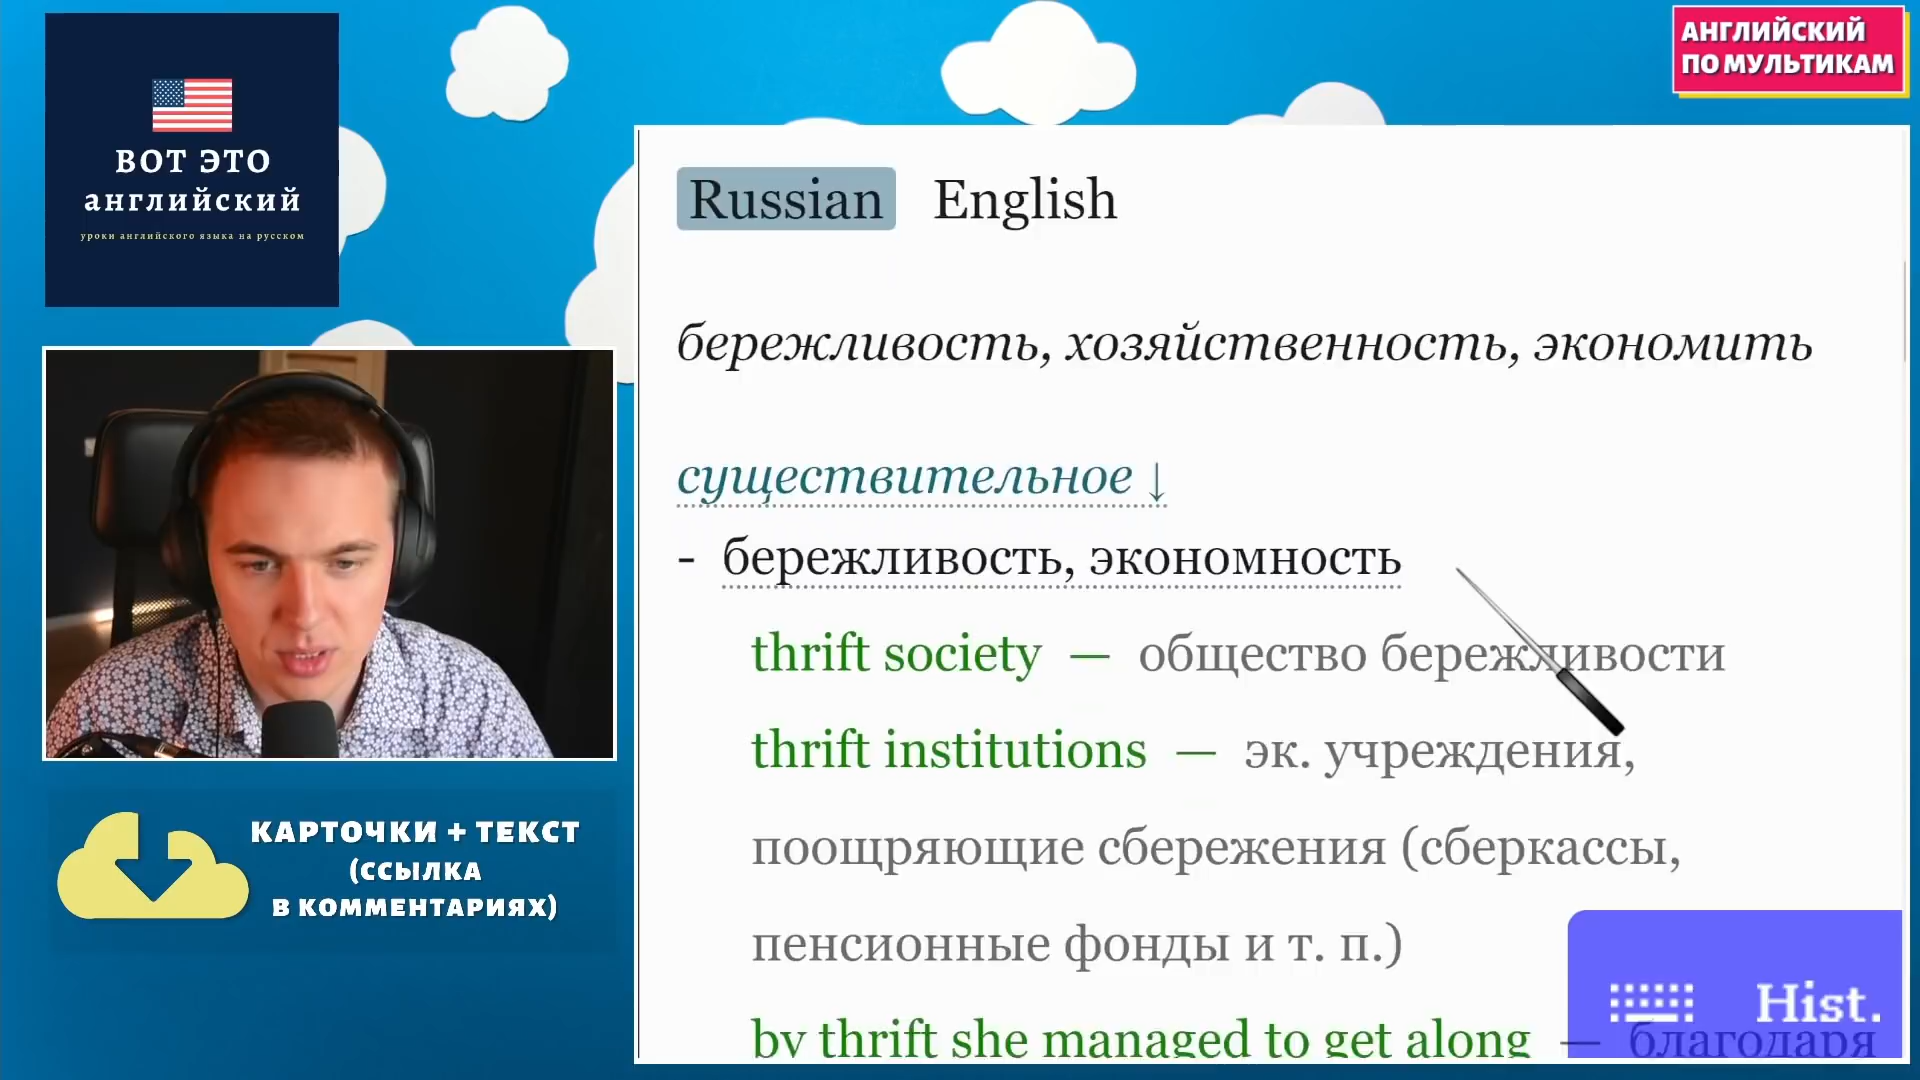 ВОТ ЭТО
английский
уроки английского языка на русском
АНГЛИЙСКИЙ
ПО МУЛЬТИКАМ
Russian English
бережливость, хозяйственность, экономить
существительное ↓
- бережливость, экономность
thrift society — общество бережливости
thrift institutions — эк. учреждения,
поощряющие сбережения (сберкассы,
пенсионные фонды и т. п.)
by thrift she managed to get along — благодаря
Hist.
КАРТОЧКИ + ТЕКСТ
(ССЫЛКА
В КОММЕНТАРИЯХ)